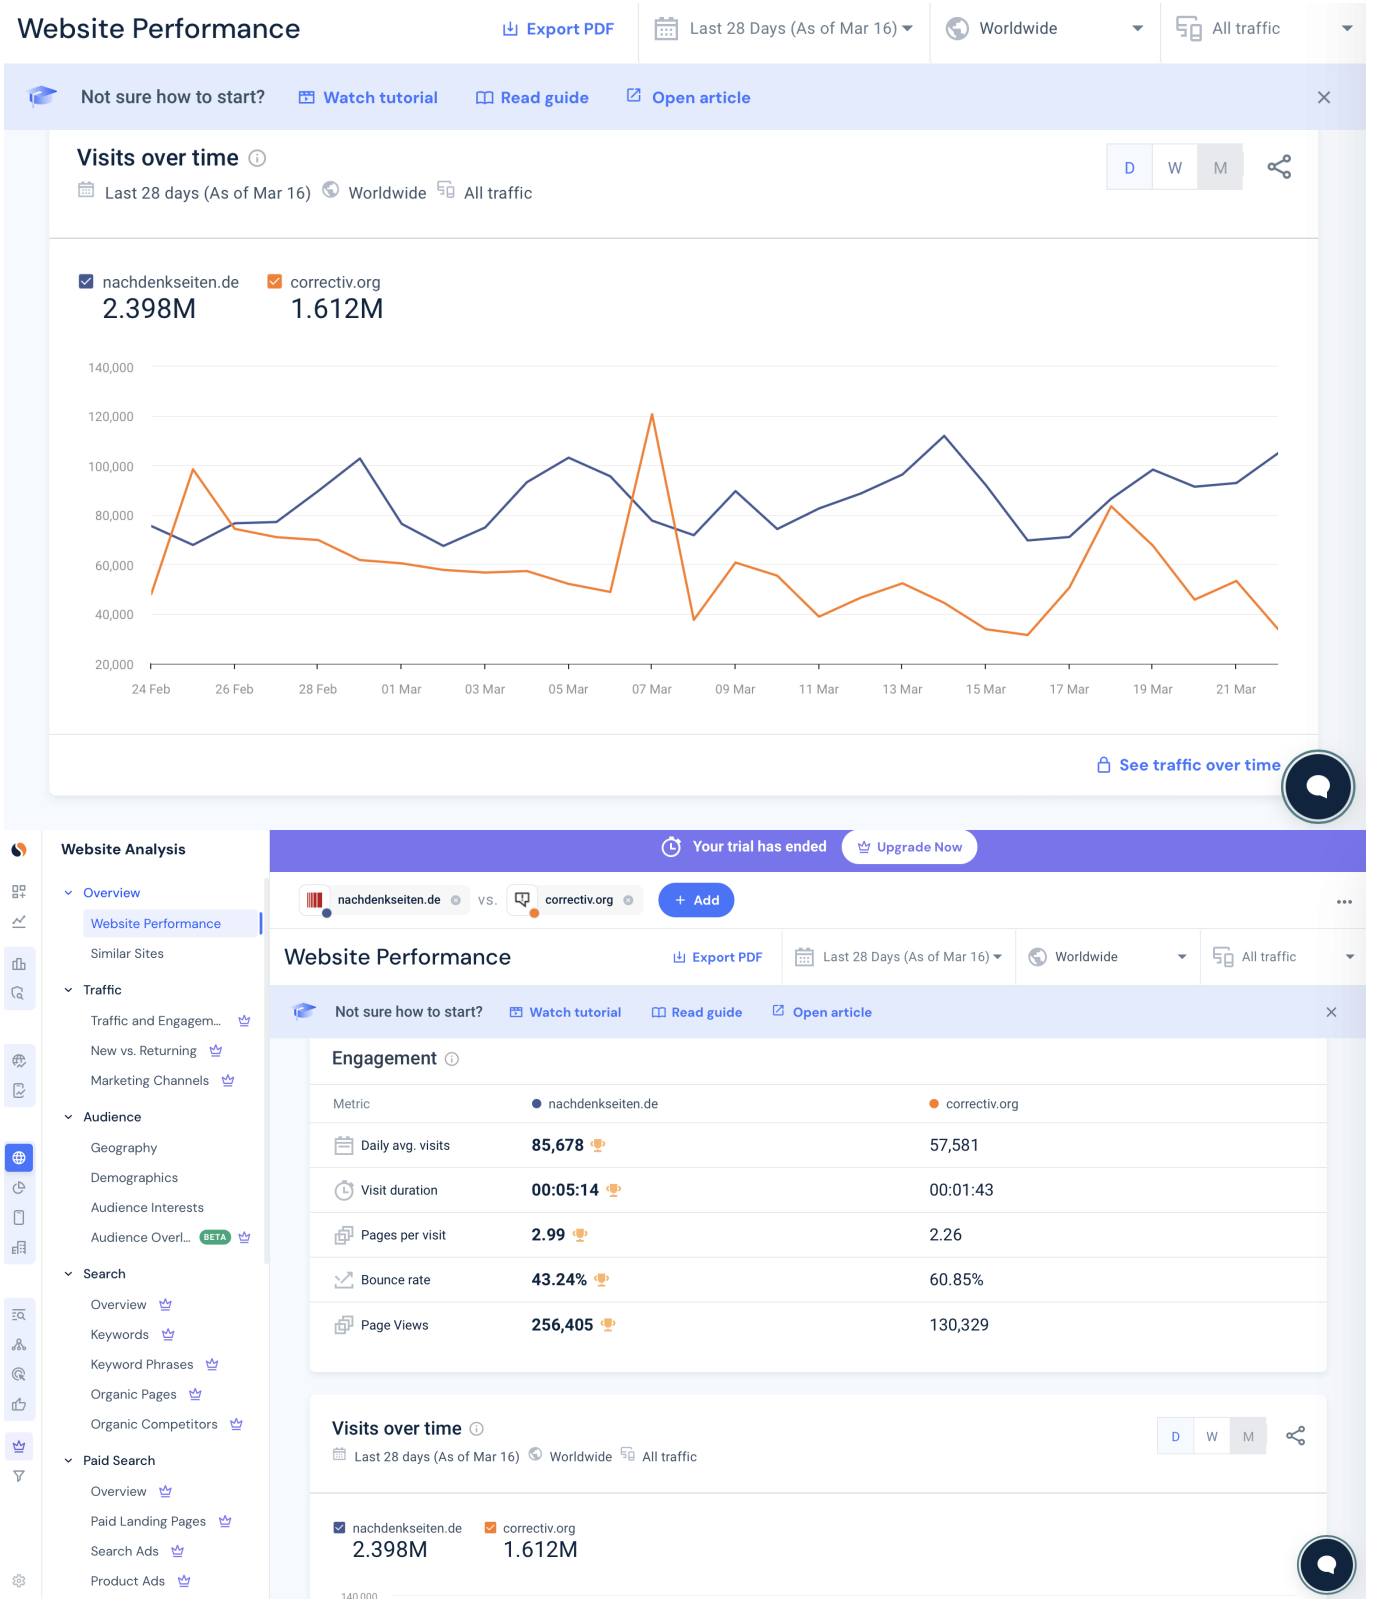 Website Performance
Export PDF
Last 28 Days (As of Mar 16)
Worldwide
All traffic
Not sure how to start?
Watch tutorial
Read guide
Open article
Visits over time
D W M
Last 28 days (As of Mar 16) Worldwide All traffic
nachdenkseiten.de correctiv.org
2.398M 1.612M
140,000
120,000
100,000
80,000
60,000
40,000
20,000
24 Feb 26 Feb 28 Feb 01 Mar 03 Mar 05 Mar 07 Mar 09 Mar 11 Mar 13 Mar 15 Mar 17 Mar 19 Mar 21 Mar
See traffic over time
Website Analysis
Overview
Website Performance
Similar Sites
Traffic
Traffic and Engagem...
New vs. Returning
Marketing Channels
Audience
Geography
Demographics
Audience Interests
Audience Overl... BETA
Search
Overview
Keywords
Keyword Phrases
Organic Pages
Organic Competitors
Paid Search
Overview
Paid Landing Pages
Search Ads
Product Ads
Your trial has ended Upgrade Now
nachdenkseiten.de vs. correctiv.org + Add
Website Performance
Export PDF
Last 28 Days (As of Mar 16)
Worldwide
All traffic
Not sure how to start?
Watch tutorial
Read guide
Open article
Engagement
Metric nachdenkseiten.de correctiv.org
Daily avg. visits 85,678 57,581
Visit duration 00:05:14 00:01:43
Pages per visit 2.99 2.26
Bounce rate 43.24% 60.85%
Page Views 256,405 130,329
Visits over time
D W M
Last 28 days (As of Mar 16) Worldwide All traffic
nachdenkseiten.de correctiv.org
2.398M 1.612M
140,000